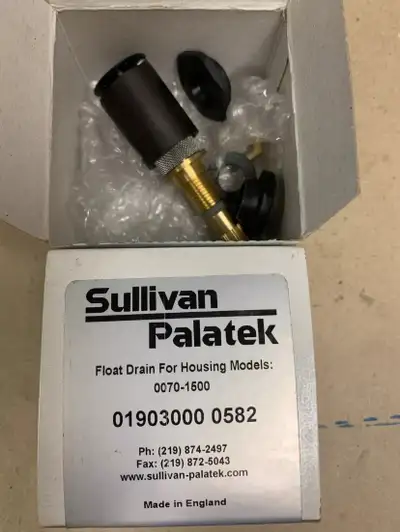 Sullivan
Palatek
Float Drain For Housing Models:
0070-1500
01903000 0582
Ph: (219) 874-2497
Fax: (219) 872-5043
www.sullivan-palatek.com
Made in England